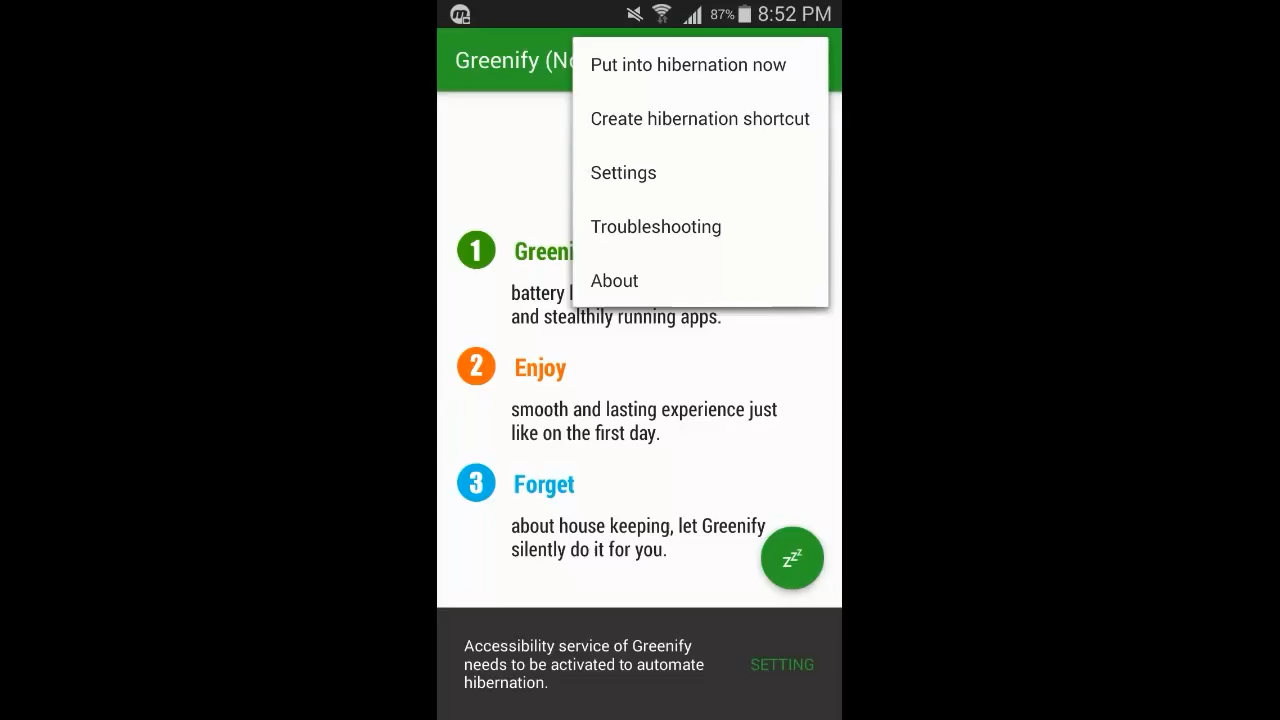 87% 8:52 PM
Greenify (No
Put into hibernation now
Create hibernation shortcut
Settings
Troubleshooting
About
1 Greeni
battery
and stealthily running apps.
2 Enjoy
smooth and lasting experience just
like on the first day.
3 Forget
about house keeping, let Greenify
silently do it for you.
zzz
Accessibility service of Greenify
needs to be activated to automate
hibernation.
SETTING